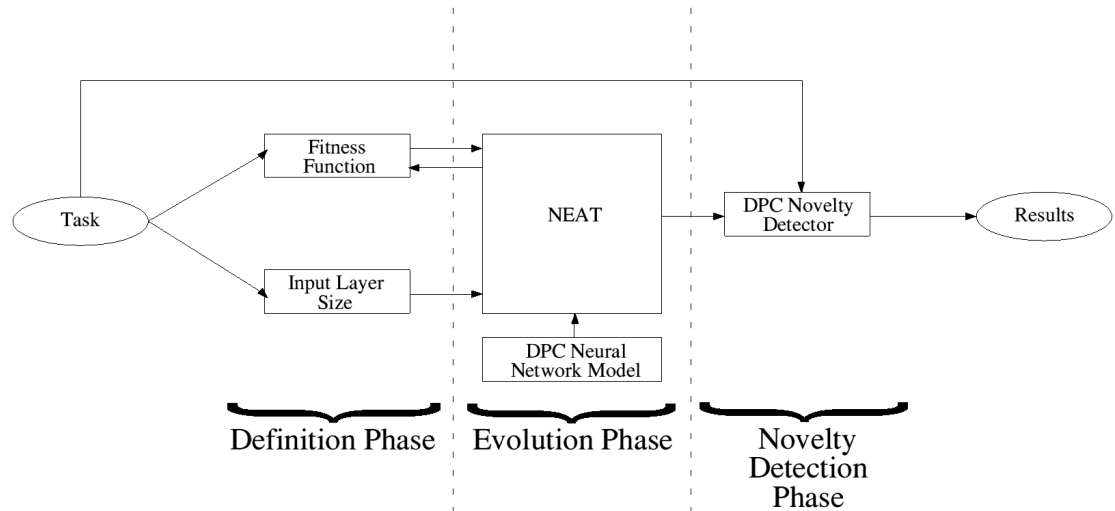 Fitness
Function
Task
NEAT
DPC Novelty
Detector
Results
Input Layer
Size
DPC Neural
Network Model
Definition Phase
Evolution Phase
Novelty
Detection
Phase